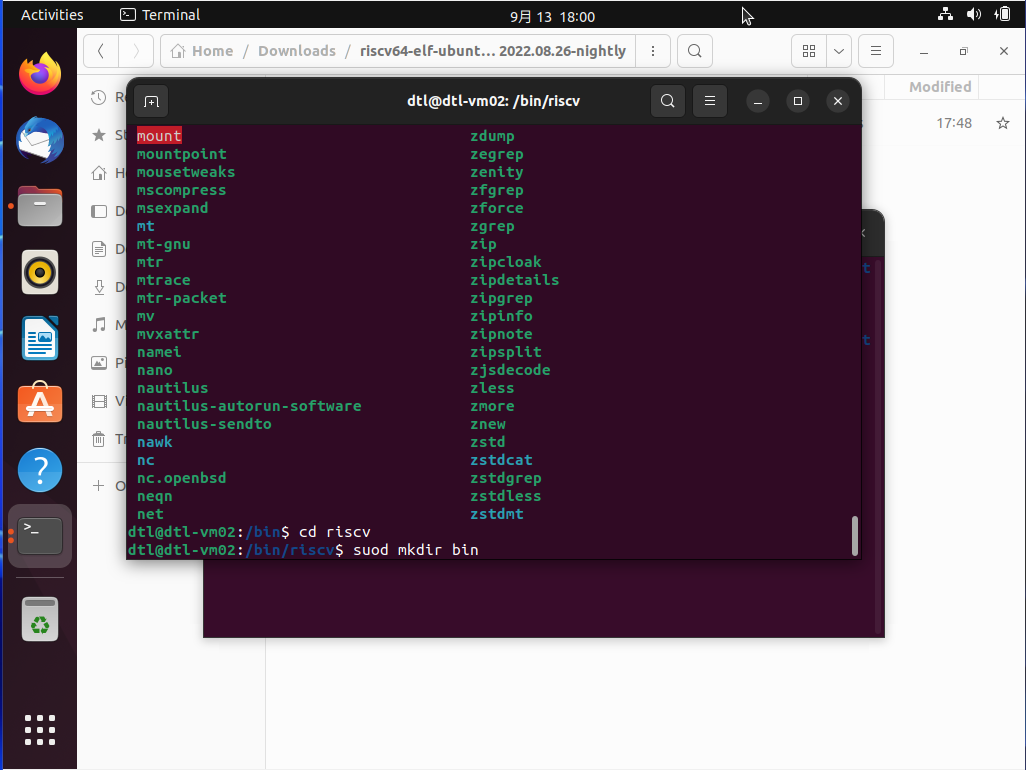 Activities Terminal 9月 13 18:00
Home / Downloads / riscv64-elf-ubunt… 2022.08.26-nightly
Modified
17:48
dtl@dtl-vm02: /bin/riscv
mount zdump
mountpoint zegrep
mousetweaks zenity
mscompress zfgrep
msexpand zforce
mt zgrep
mt-gnu zip
mtr zipcloak
mtrace zipdetails
mtr-packet zipgrep
mv zipinfo
mvxattr zipnote
namei zipsplit
nano zjsdecode
nautilus zless
nautilus-autorun-software zmore
nautilus-sendto znew
nawk zstd
nc zstdcat
nc.openbsd zstdgrep
neqn zstdless
net zstdmt
dtl@dtl-vm02:/bin$ cd riscv
dtl@dtl-vm02:/bin/riscv$ suod mkdir bin